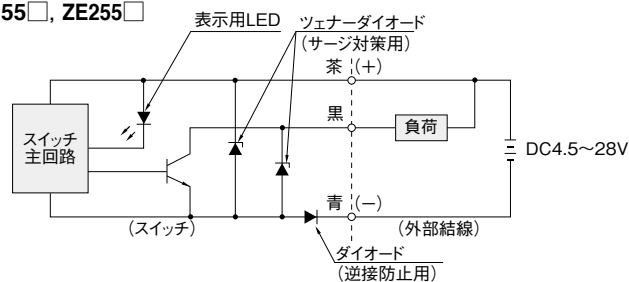 55□, ZE255□
表示用LED
ツェナーダイオード
(サージ対策用)
茶 (+)
黒
負荷
スイッチ
主回路
DC4.5〜28V
青 (−)
(スイッチ)
(外部結線)
ダイオード
(逆接防止用)